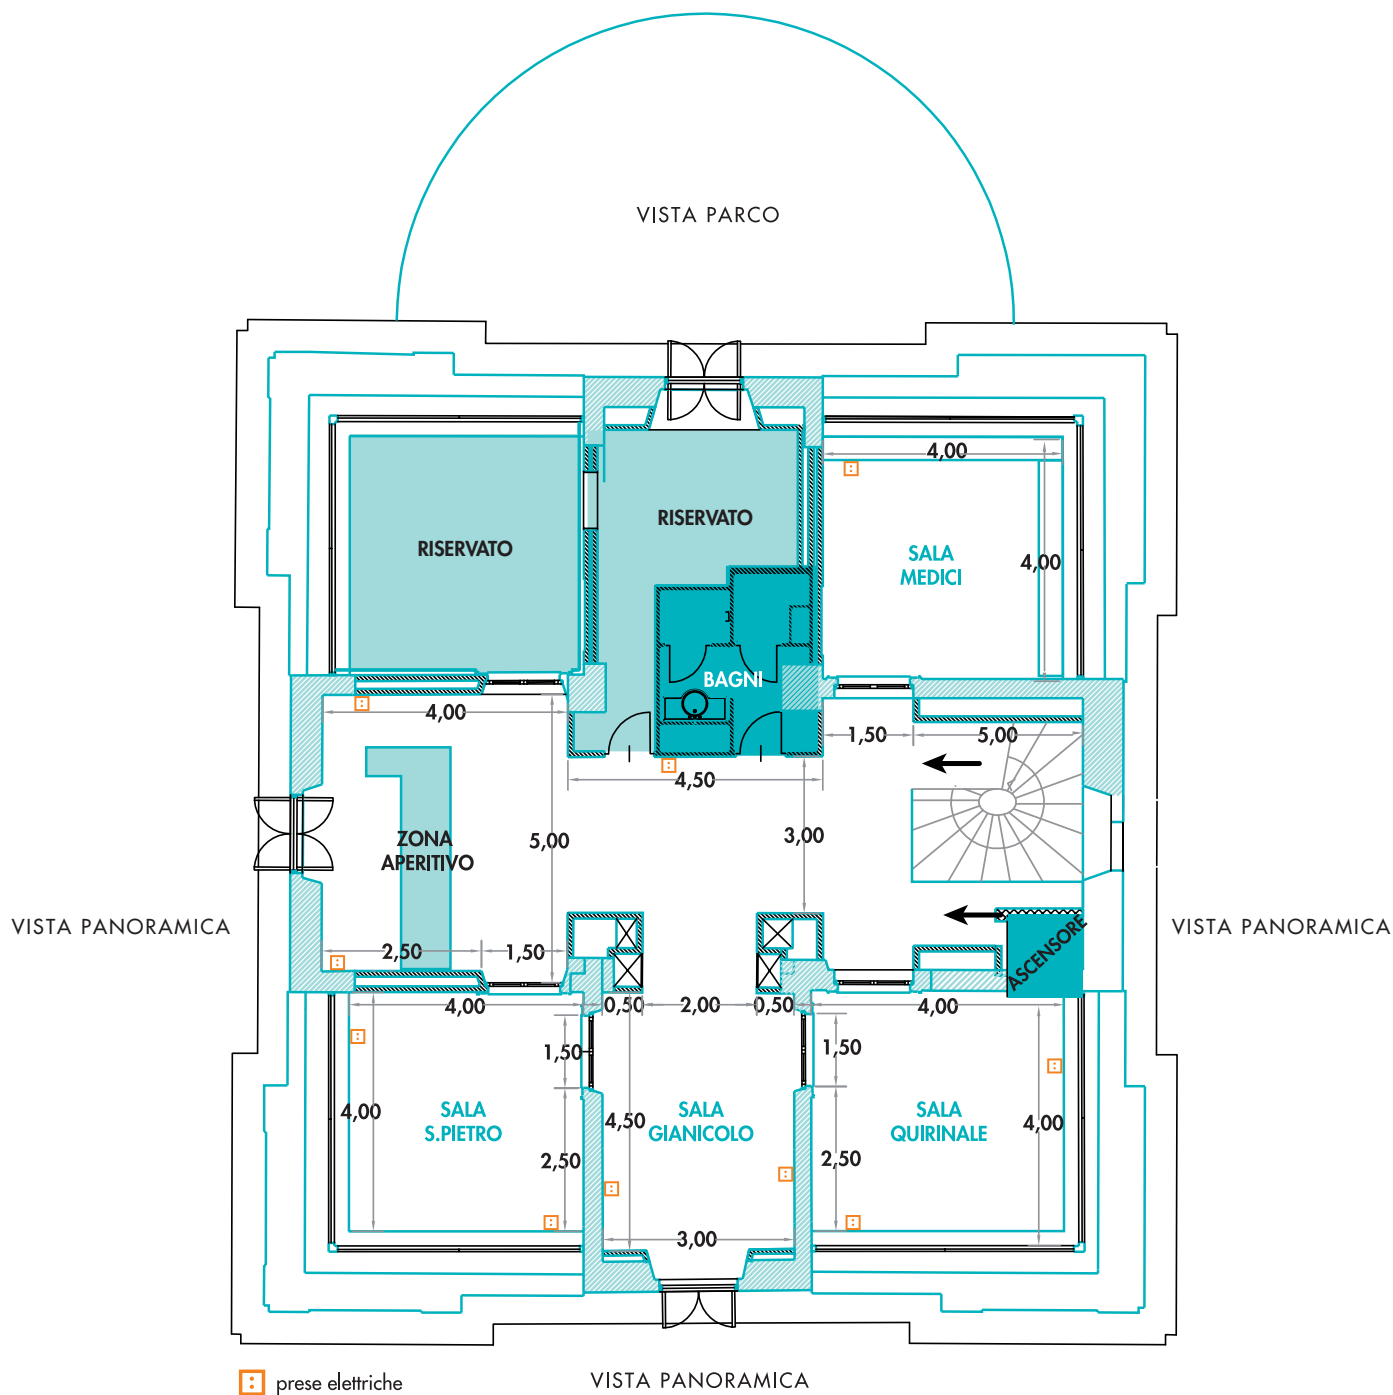 VISTA PARCO
4,00
RISERVATO
RISERVATO
SALA
MEDICI
4,00
BAGNI
4,00
1,50
5,00
4,50
ZONA
APERITIVO
5,00
3,00
VISTA PANORAMICA
VISTA PANORAMICA
2,50
1,50
ASCENSORE
4,00
0,50
2,00
0,50
4,00
1,50
1,50
4,00
SALA
S.PIETRO
4,50
SALA
GIANICOLO
SALA
QUIRINALE
4,00
2,50
2,50
3,00
prese elettriche
VISTA PANORAMICA